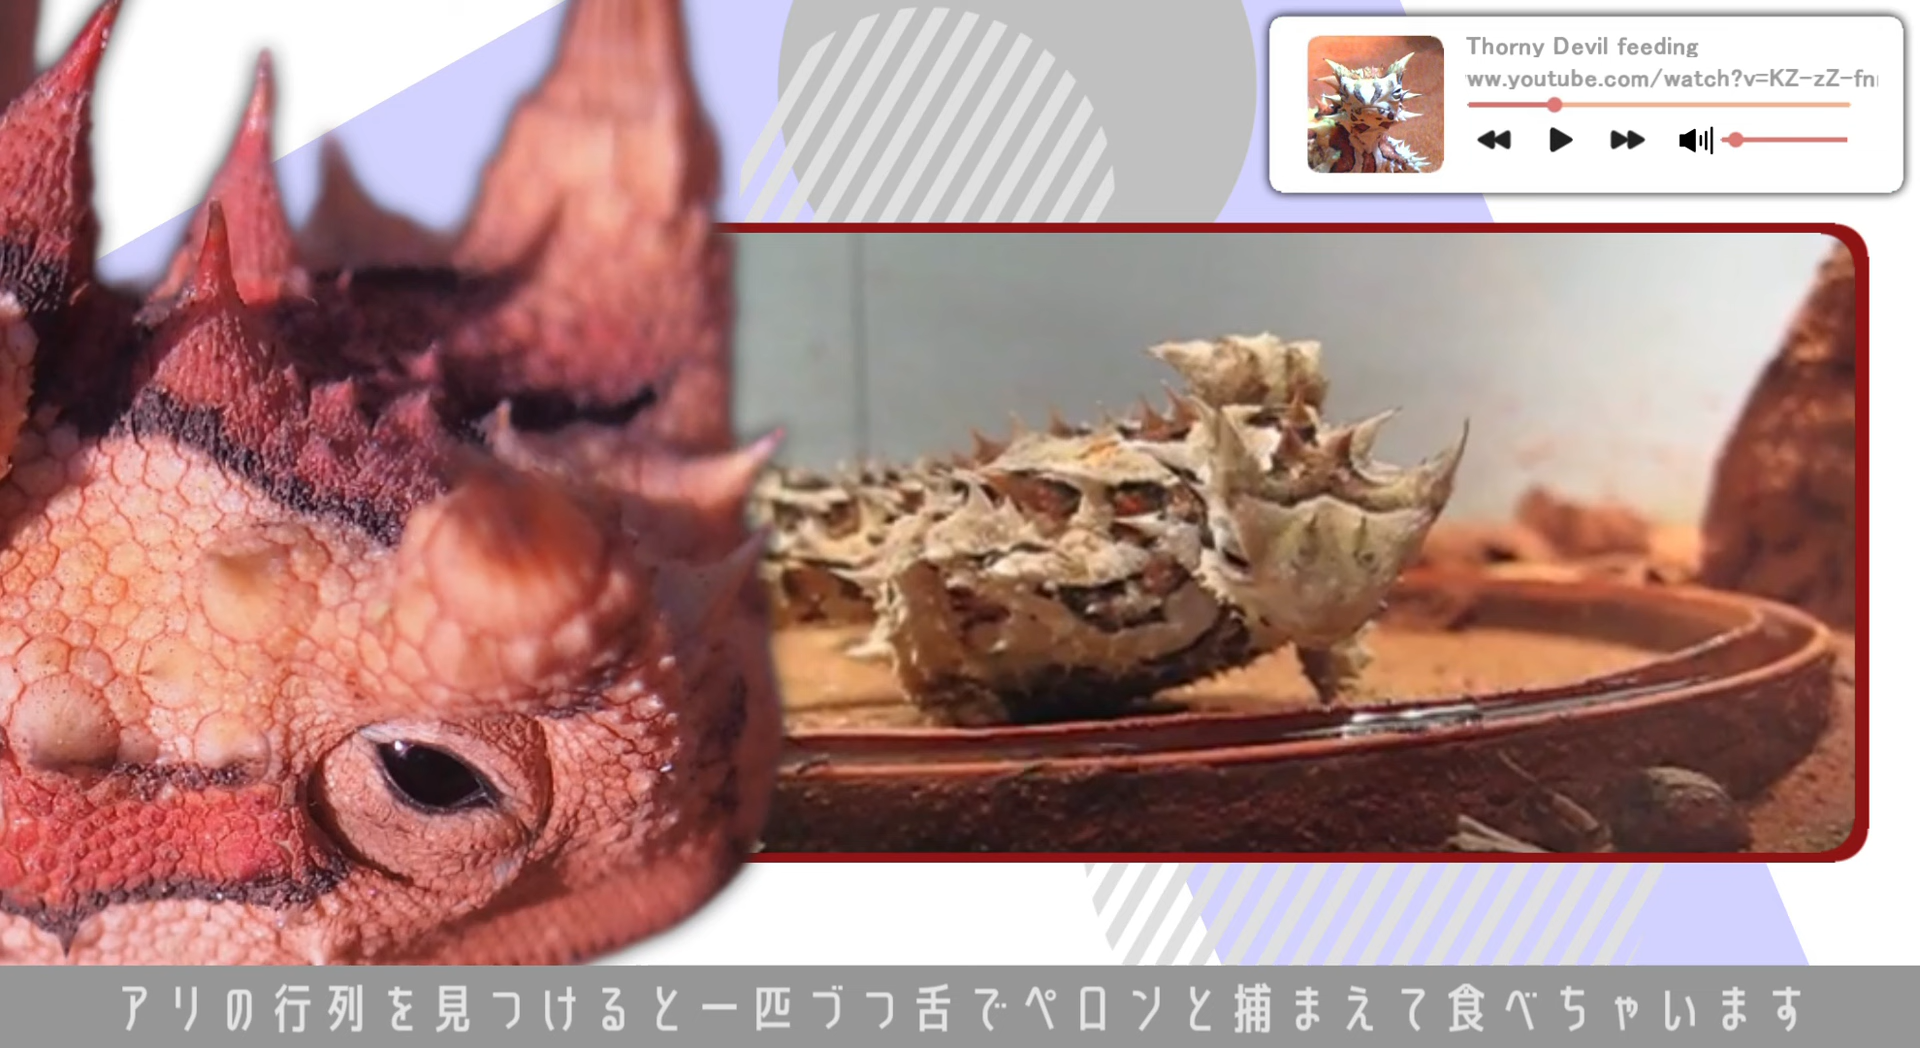 Thorny Devil feeding
ww.youtube.com/watch?v=KZ-zZ-fn
アリの行列を見つけると一匹づつ舌でペロンと捕まえて食べちゃいます